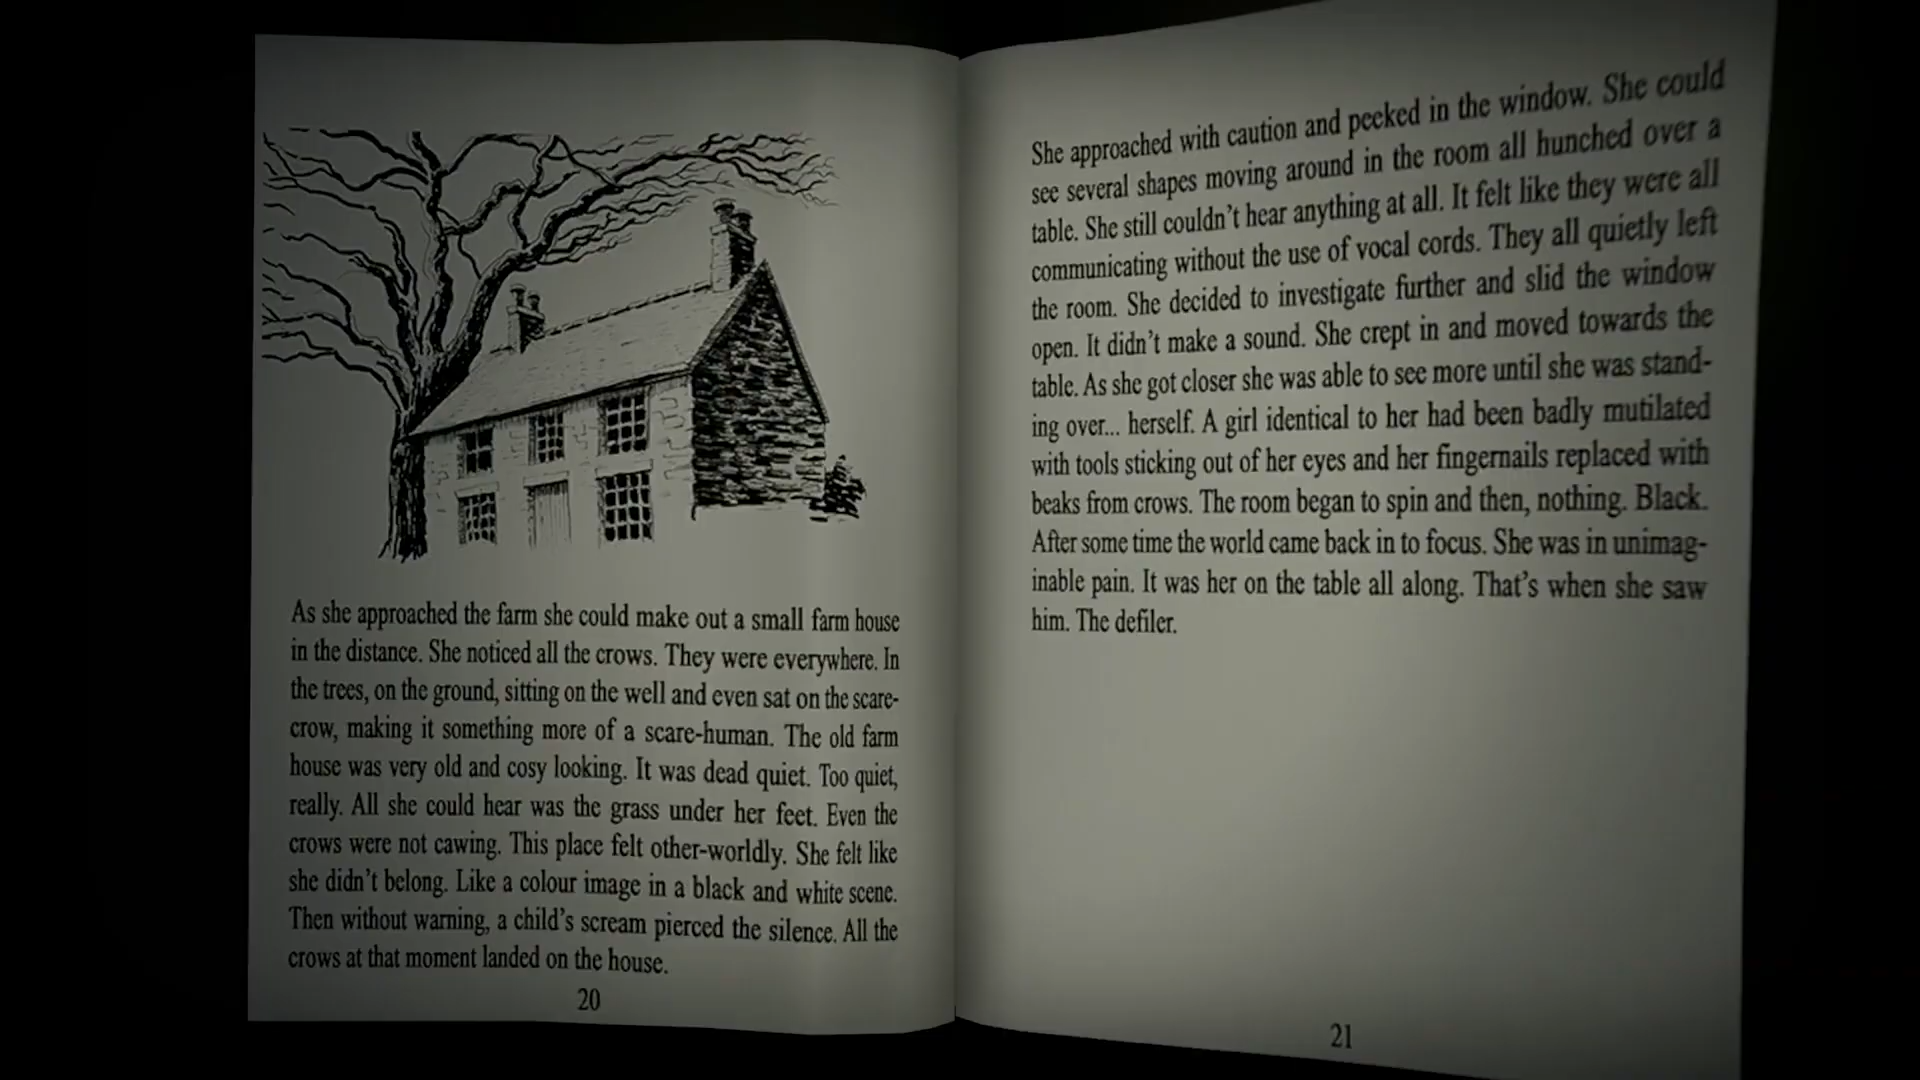 As she approached the farm she could make out a small farm house
in the distance. She noticed all the crows. They were everywhere. In
the trees, on the ground, sitting on the well and even sat on the scare-
crow, making it something more of a scare-human. The old farm
house was very old and cosy looking. It was dead quiet. Too quiet,
really. All she could hear was the grass under her feet. Even the
crows were not cawing. This place felt other-worldly. She felt like
she didn't belong. Like a colour image in a black and white scene.
Then without warning, a child's scream pierced the silence. All the
crows at that moment landed on the house.
20
She approached with caution and peeked in the window. She could
see several shapes moving around in the room all hunched over a
table. She still couldn't hear anything at all. It felt like they were all
communicating without the use of vocal cords. They all quietly left
the room. She decided to investigate further and slid the window
open. It didn't make a sound. She crept in and moved towards the
table. As she got closer she was able to see more until she was stand-
ing over... herself. A girl identical to her had been badly mutilated
with tools sticking out of her eyes and her fingernails replaced with
beaks from crows. The room began to spin and then, nothing. Black.
After some time the world came back in to focus. She was in unimag-
inable pain. It was her on the table all along. That's when she saw
him. The defiler.
21